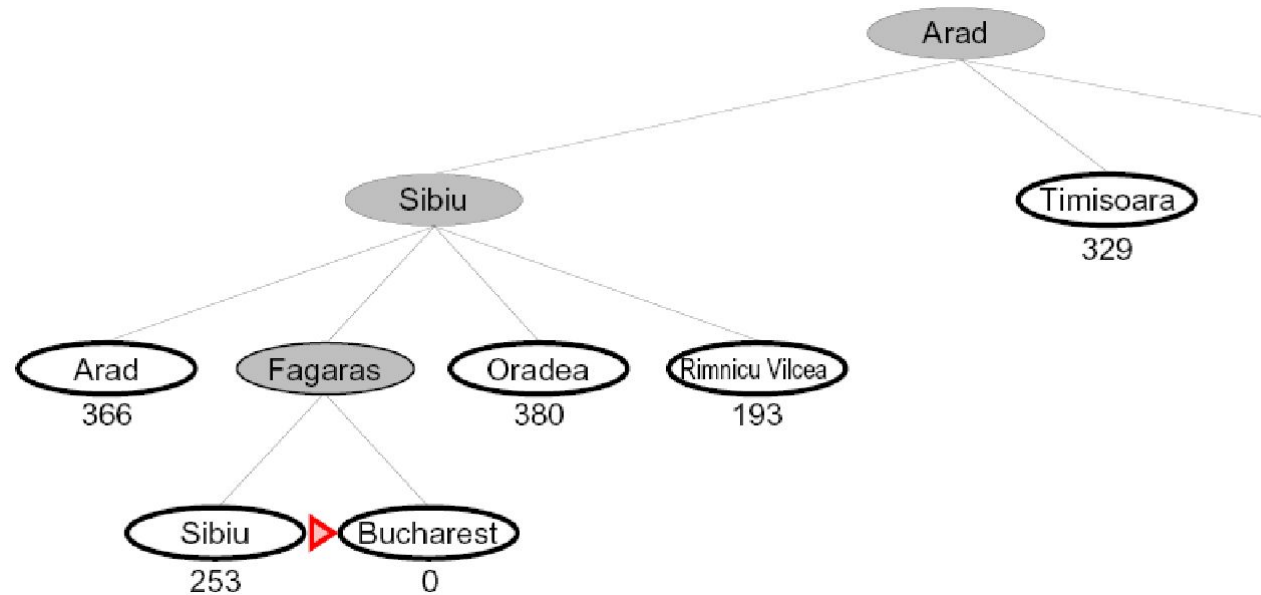 Arad
Sibiu
Timisoara
329
Arad
Fagaras
Oradea
Rimnicu Vilcea
366
380
193
Sibiu
Bucharest
253
0